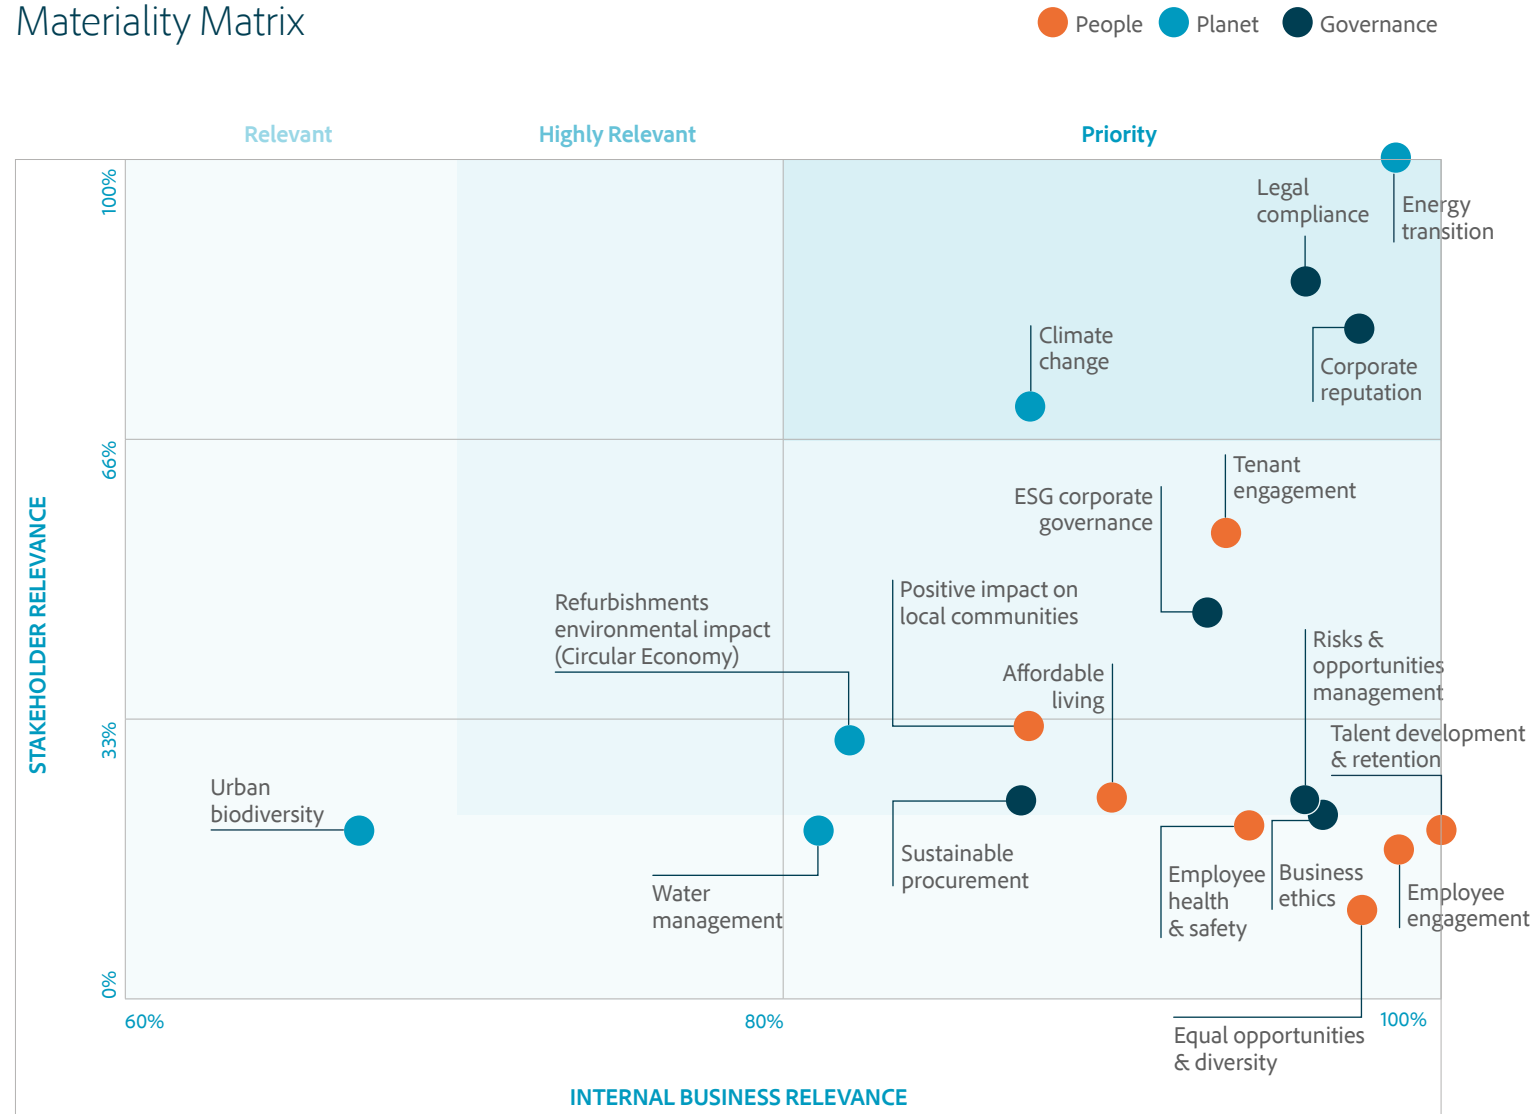 Materiality Matrix
People
Planet
Governance
Relevant
Highly Relevant
Priority
STAKEHOLDER RELEVANCE
100%
66%
33%
0%
Legal
compliance
Energy
transition
Climate
change
Corporate
reputation
Tenant
engagement
ESG corporate
governance
Positive impact on
local communities
Refurbishments
environmental impact
(Circular Economy)
Risks &
opportunities
management
Affordable
living
Talent development
& retention
Urban
biodiversity
Sustainable
procurement
Water
management
Employee
health
& safety
Business
ethics
Employee
engagement
60%
80%
100%
Equal opportunities
& diversity
INTERNAL BUSINESS RELEVANCE